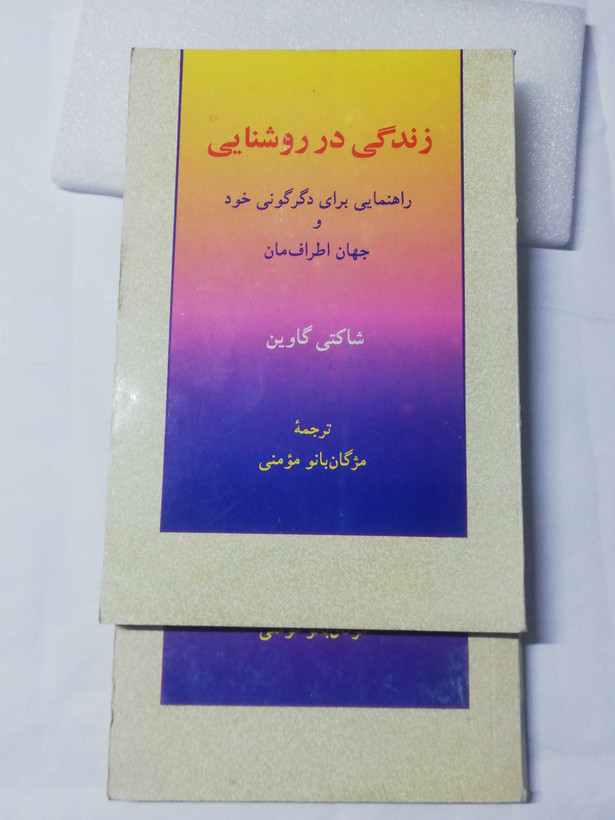 زندگی در روشنایی
راهنمایی برای دگرگونی خود
و
جهان اطراف‌مان
شاکتی گاوین
ترجمهٔ
مژگان‌بانو مؤمنی